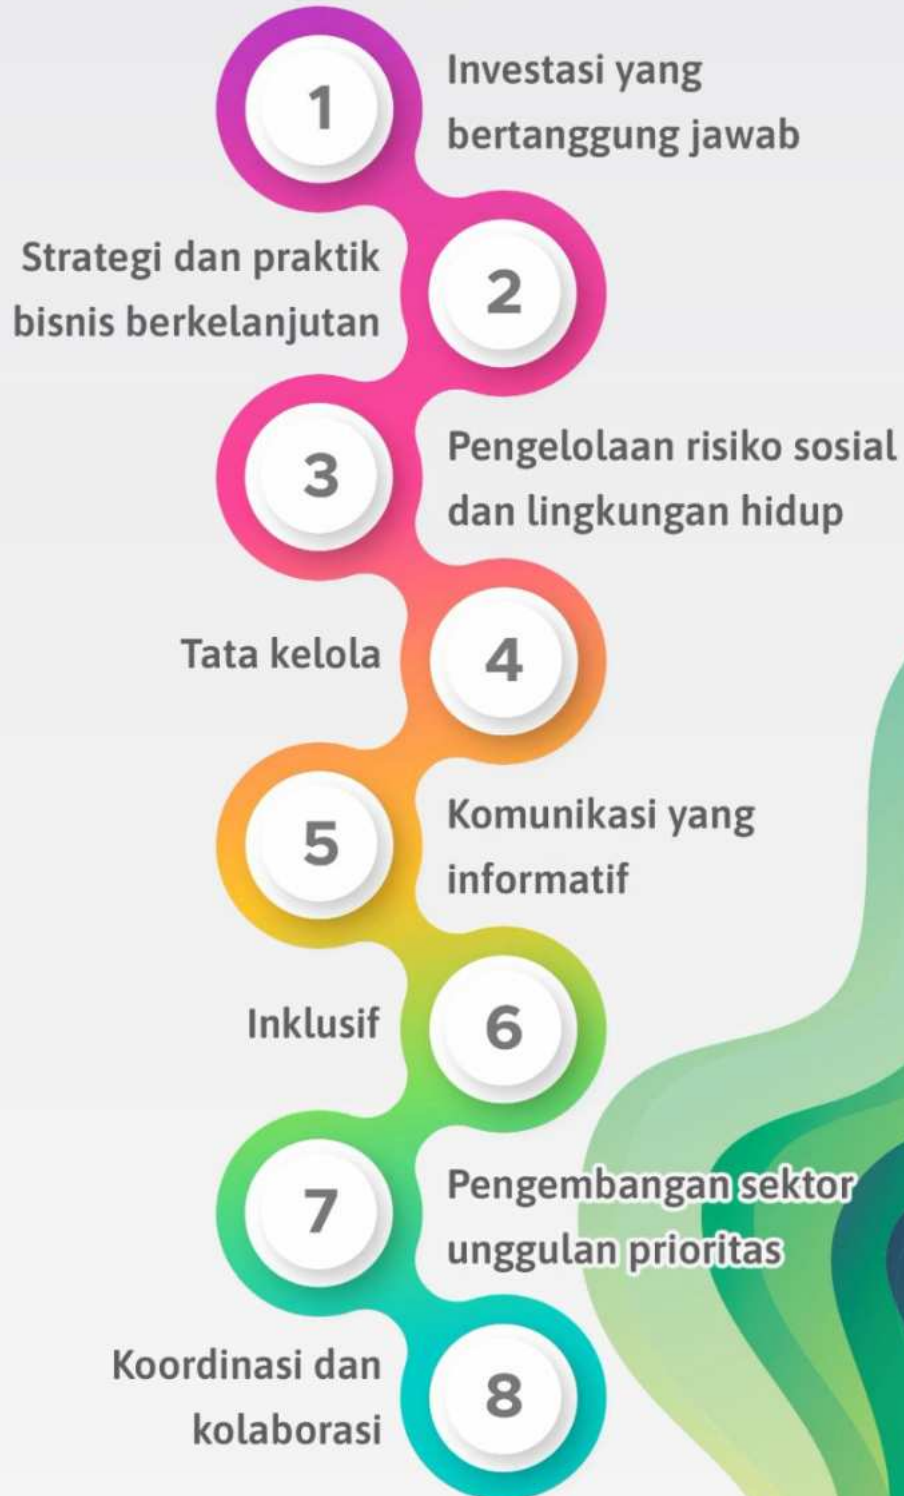 1
Investasi yang
bertanggung jawab
Strategi dan praktik
bisnis berkelanjutan
2
3
Pengelolaan risiko sosial
dan lingkungan hidup
Tata kelola
4
5
Komunikasi yang
informatif
Inklusif
6
7
Pengembangan sektor
unggulan prioritas
Koordinasi dan
kolaborasi
8